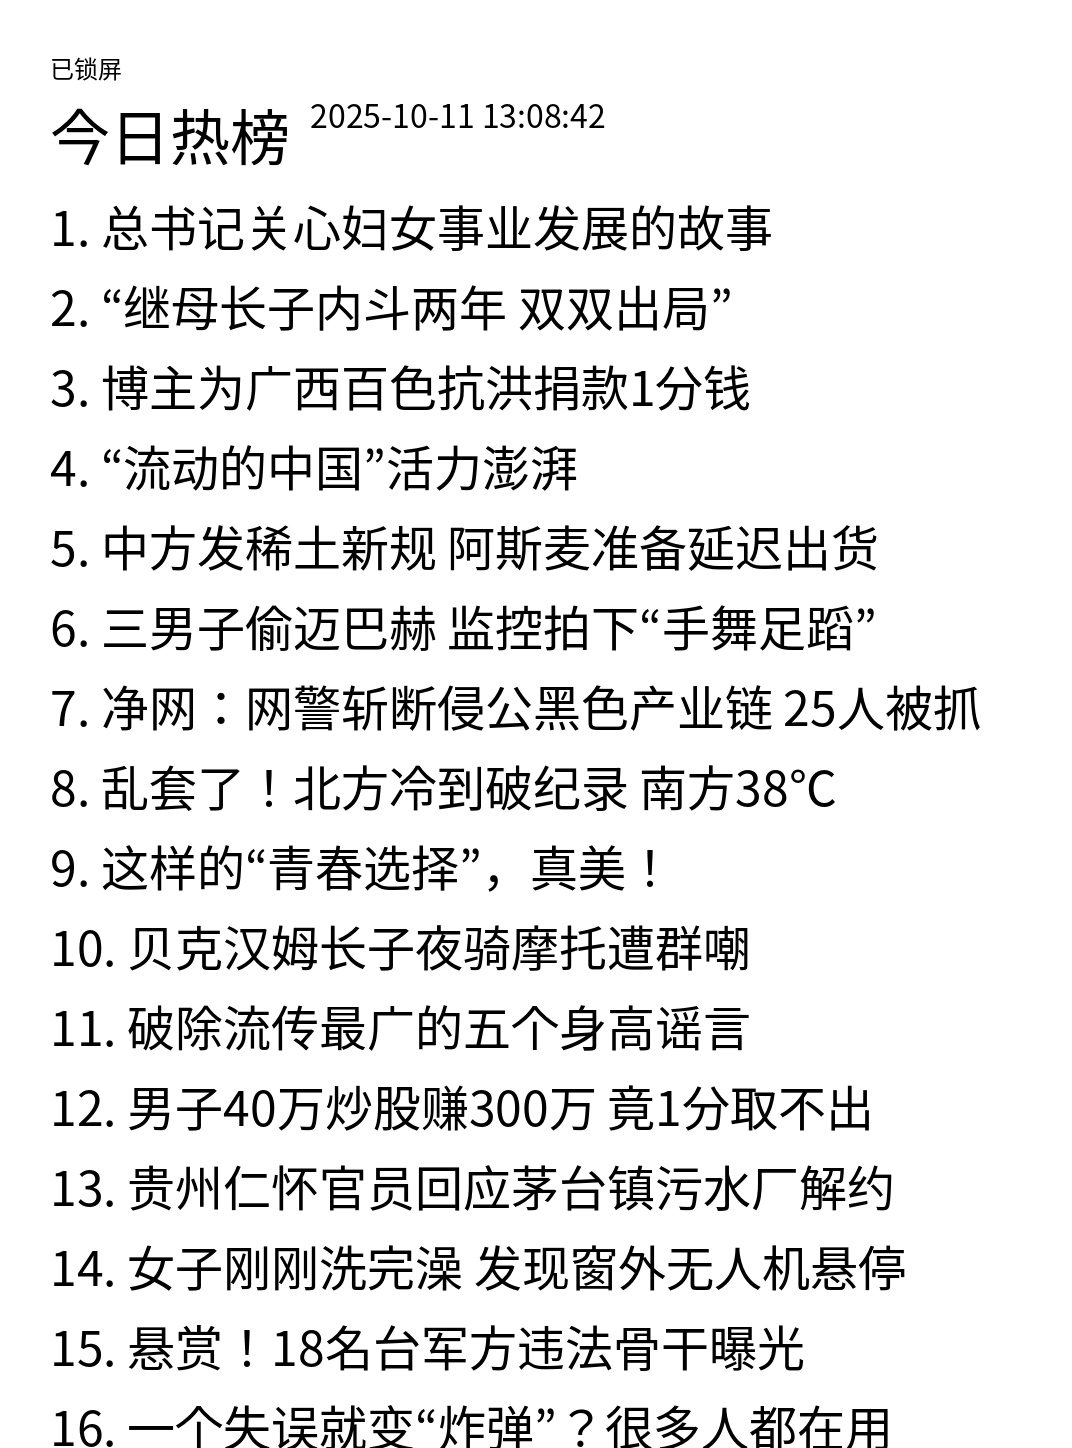 已锁屏
今日热榜 2025-10-11 13:08:42
1. 总书记关心妇女事业发展的故事
2. “继母长子内斗两年 双双出局”
3. 博主为广西百色抗洪捐款1分钱
4. “流动的中国”活力澎湃
5. 中方发稀土新规 阿斯麦准备延迟出货
6. 三男子偷迈巴赫 监控拍下“手舞足蹈”
7. 净网：网警斩断侵公黑色产业链 25人被抓
8. 乱套了！北方冷到破纪录 南方38℃
9. 这样的“青春选择”，真美！
10. 贝克汉姆长子夜骑摩托遭群嘲
11. 破除流传最广的五个身高谣言
12. 男子40万炒股赚300万 竟1分取不出
13. 贵州仁怀官员回应茅台镇污水厂解约
14. 女子刚刚洗完澡 发现窗外无人机悬停
15. 悬赏！18名台军方违法骨干曝光
16. 一个失误就变“炸弹”？很多人都在用